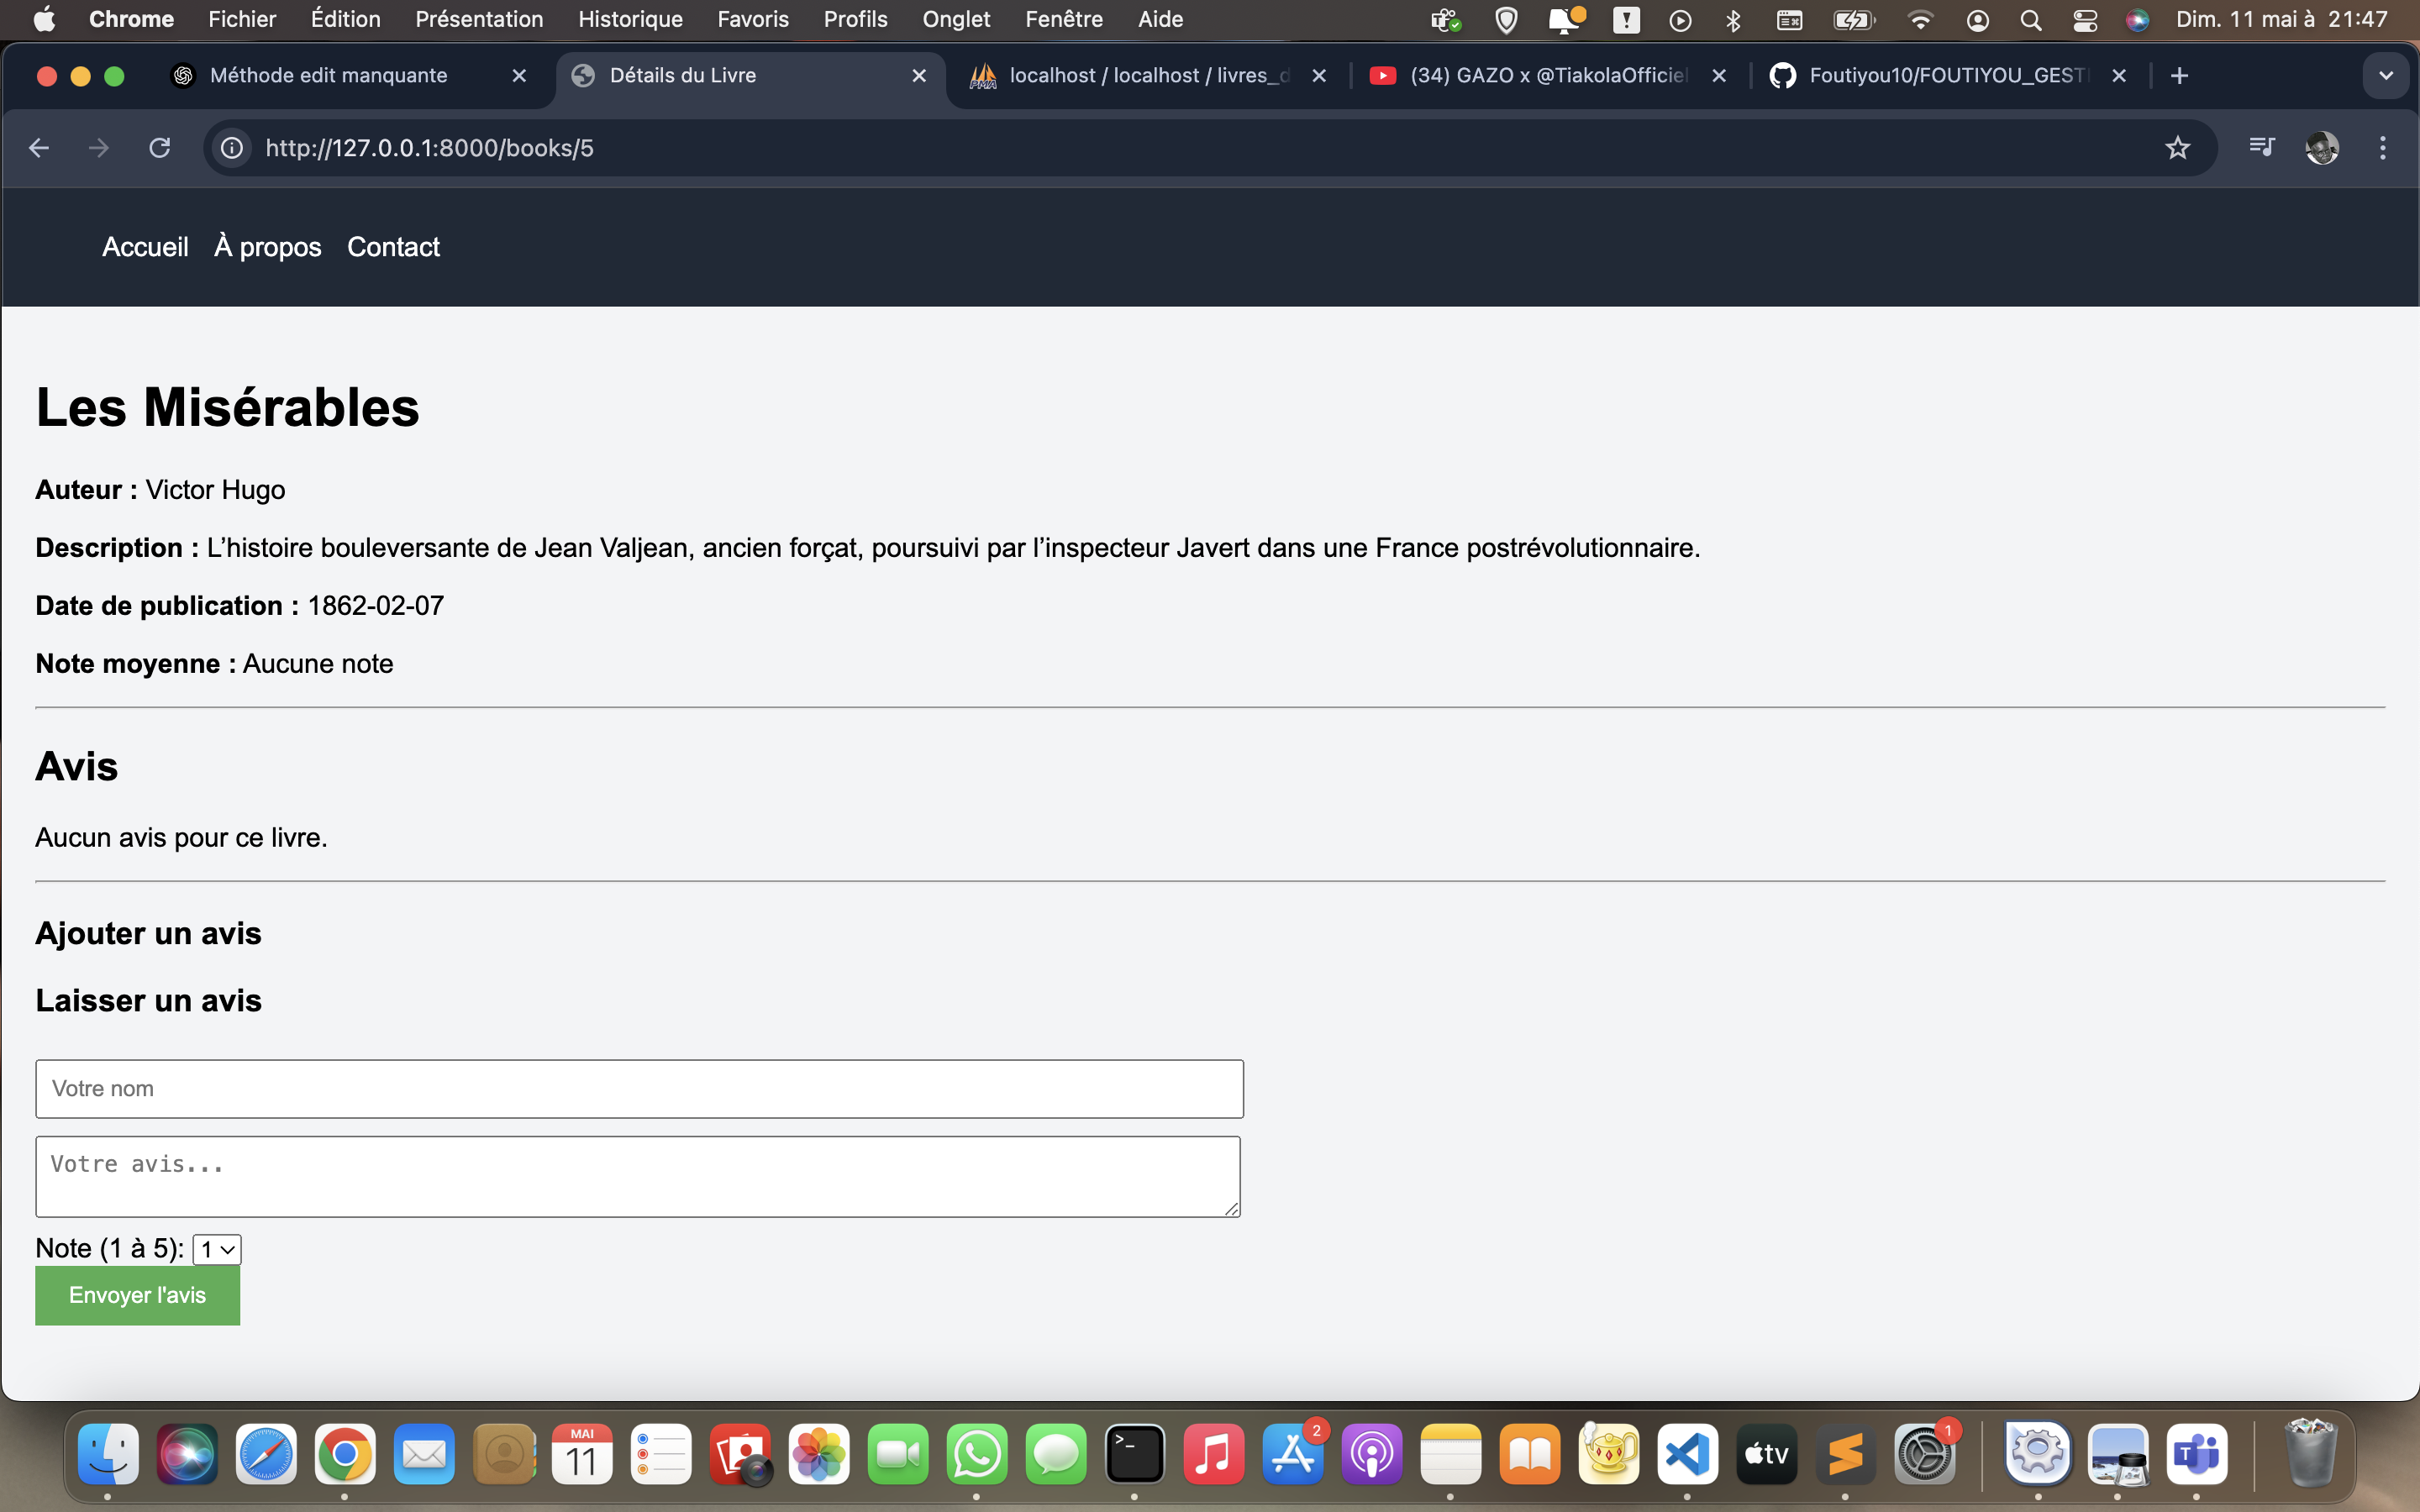 Chrome Fichier Édition Présentation Historique Favoris Profils Onglet Fenêtre Aide Dim. 11 mai à 21:47
Méthode edit manquante Détails du Livre localhost / localhost / livres_d (34) GAZO x @TiakolaOfficiel Foutiyou10/FOUTIYOU_GEST
http://127.0.0.1:8000/books/5
Accueil À propos Contact
Les Misérables
Auteur : Victor Hugo
Description : L’histoire bouleversante de Jean Valjean, ancien forçat, poursuivi par l’inspecteur Javert dans une France postrévolutionnaire.
Date de publication : 1862-02-07
Note moyenne : Aucune note
Avis
Aucun avis pour ce livre.
Ajouter un avis
Laisser un avis
Votre nom
Votre avis...
Note (1 à 5): 1
Envoyer l'avis
MAI
11
2
tv
1